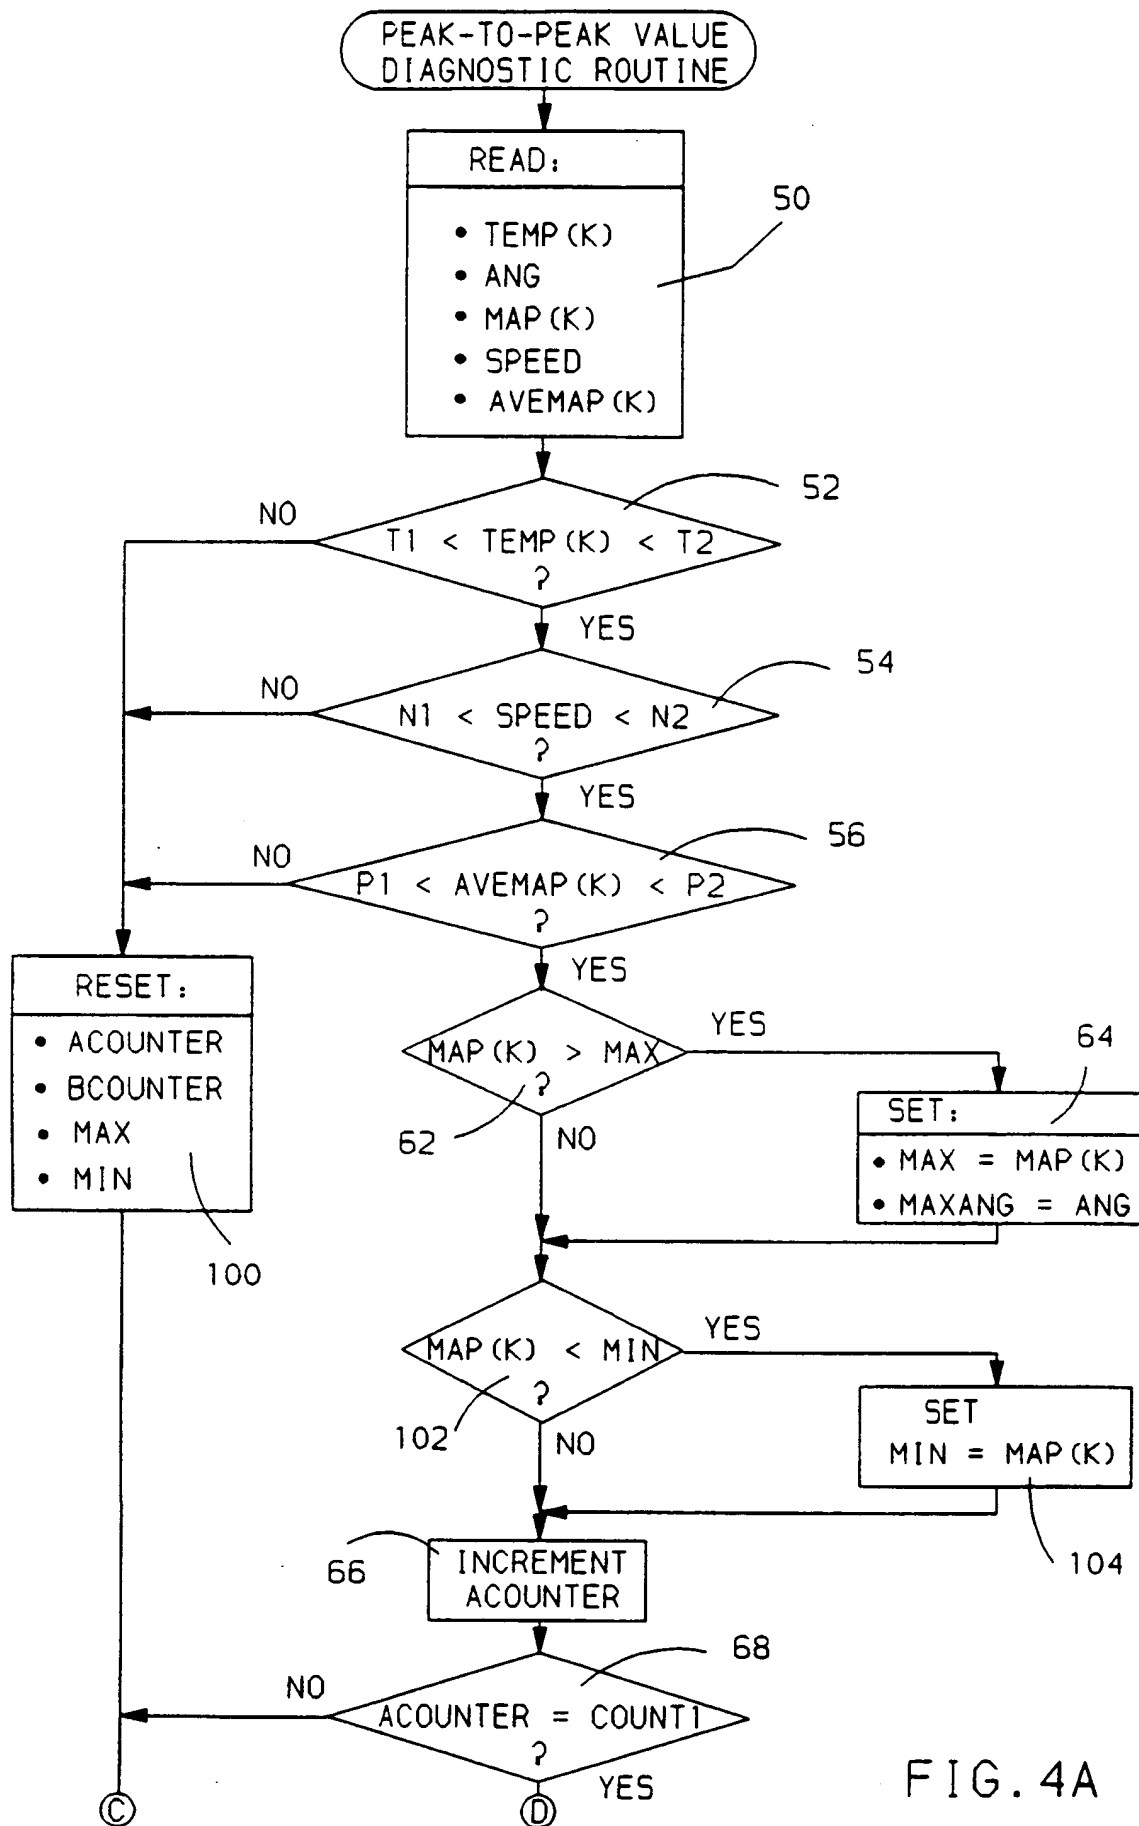 PEAK-TO-PEAK VALUE
DIAGNOSTIC ROUTINE
READ:
• TEMP(K)
• ANG
• MAP(K)
• SPEED
• AVEMAP(K)
50
T1 < TEMP(K) < T2
?
52
NO
YES
N1 < SPEED < N2
?
54
NO
YES
P1 < AVEMAP(K) < P2
?
56
NO
YES
RESET:
• ACOUNTER
• BCOUNTER
• MAX
• MIN
100
MAP(K) > MAX
?
62
YES
NO
64
SET:
• MAX = MAP(K)
• MAXANG = ANG
MAP(K) < MIN
?
102
YES
NO
SET
MIN = MAP(K)
104
66
INCREMENT
ACOUNTER
68
NO
ACOUNTER = COUNT1
?
YES
C
D
FIG. 4A